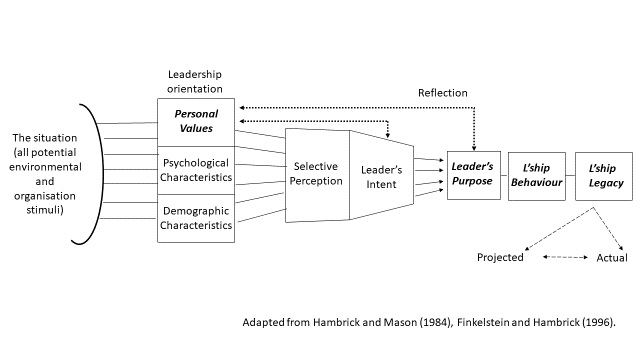 Leadership
orientation
Reflection
Personal
Values
The situation
(all potential
environmental
and
organisation
stimuli)
Psychological
Characteristics
Demographic
Characteristics
Selective
Perception
Leader's
Intent
Leader's
Purpose
L'ship
Behaviour
L'ship
Legacy
Projected
Actual
Adapted from Hambrick and Mason (1984), Finkelstein and Hambrick (1996).